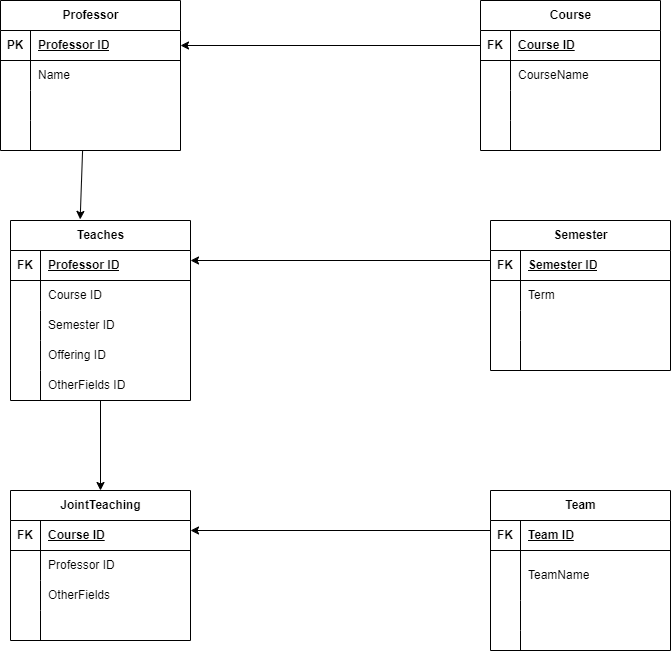 Professor
PK Professor ID
Name
Course
FK Course ID
CourseName
Teaches
FK Professor ID
Course ID
Semester ID
Offering ID
OtherFields ID
Semester
FK Semester ID
Term
JointTeaching
FK Course ID
Professor ID
OtherFields
Team
FK Team ID
TeamName